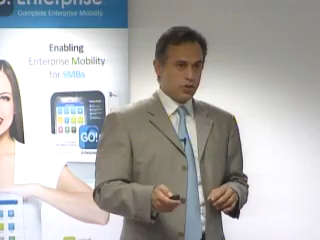 Enterprise
Complete Enterprise Mobility
Enabling
Enterprise Mobility
for SMBs
GO!